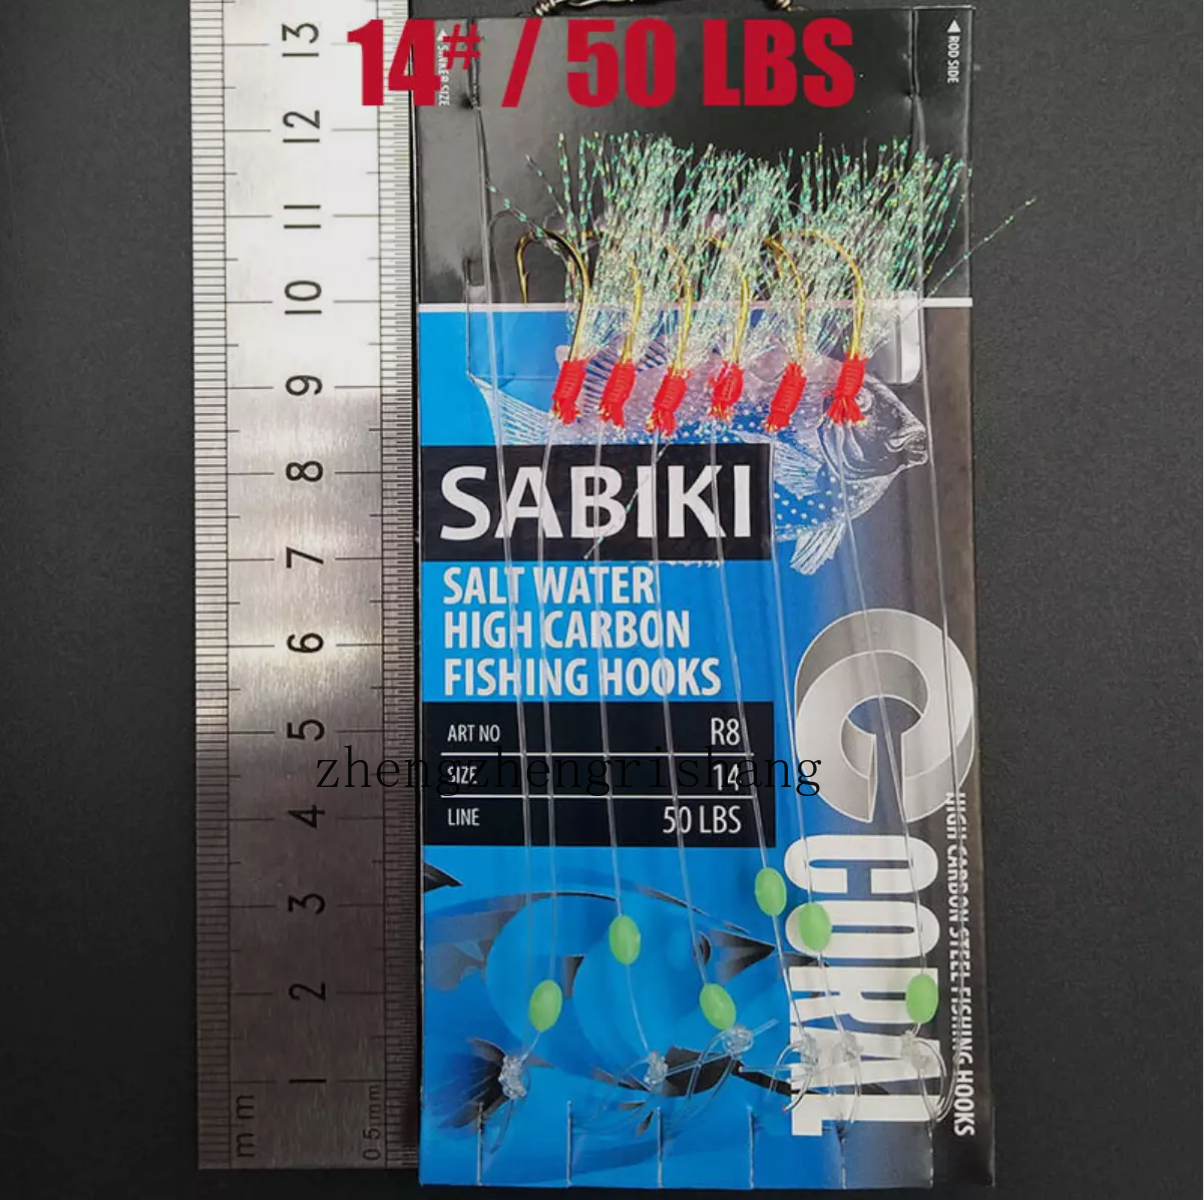 14# / 50 LBS
SINKER SIZE
ROD SIDE
13
12
11
10
9
8
7
6
5
4
3
2
1
mm
0.5mm
SABIKI
SALT WATER
HIGH CARBON
FISHING HOOKS
ART NO R8
SIZE 14
LINE 50 LBS
zhengzhengrishang
C
CORAL
HIGH CARBON STEEL FISHING HOOKS